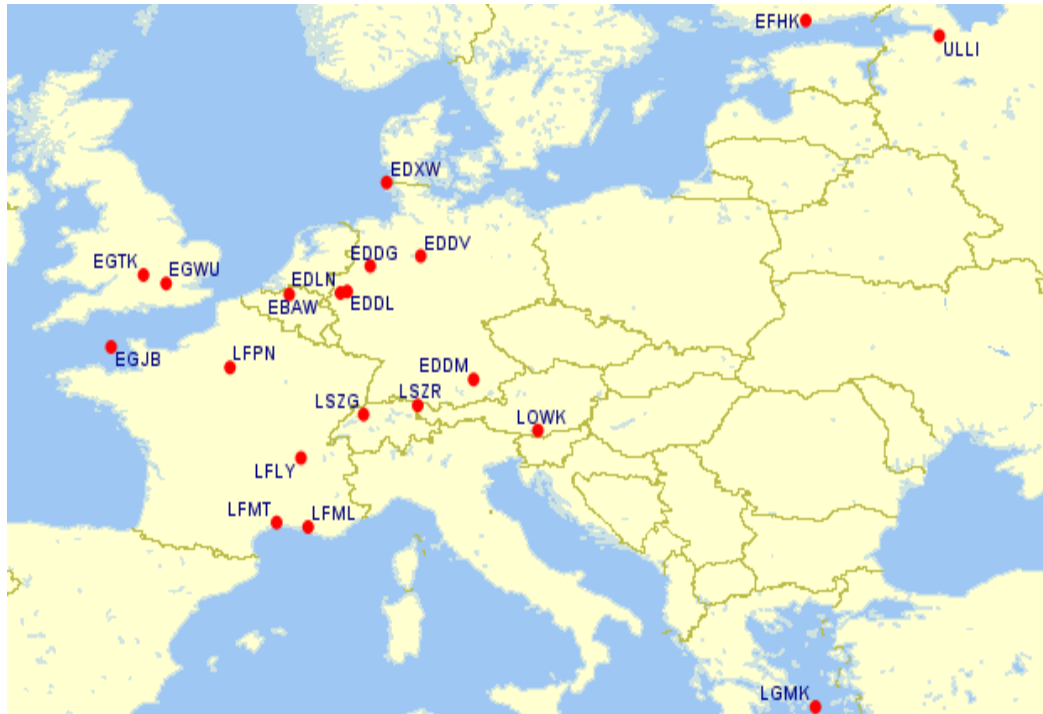 EFHK
ULLI
EDXW
EDDV
EDDG
EGTK
EGWU
EDLN
EDDL
EBAW
EGJB
LFPN
EDDM
LSZR
LSZG
LOWK
LFLY
LFMT
LFML
LGMK